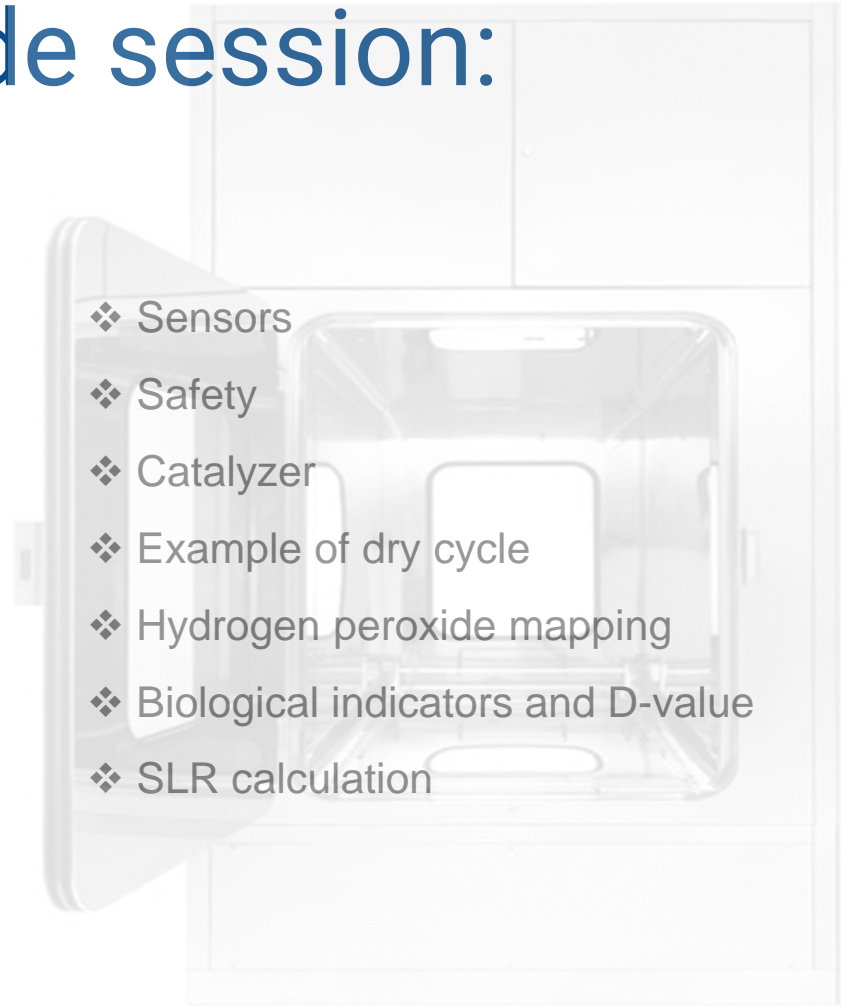 de session:
❖ Sensors
❖ Safety
❖ Catalyzer
❖ Example of dry cycle
❖ Hydrogen peroxide mapping
❖ Biological indicators and D-value
❖ SLR calculation